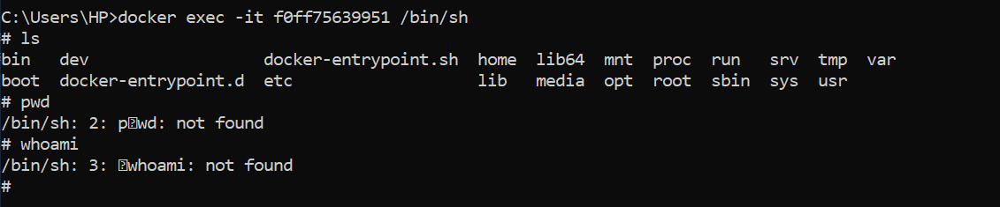 C:\Users\HP>docker exec -it f0ff75639951 /bin/sh
# ls
bin   dev                  docker-entrypoint.sh  home  lib64  mnt  proc  run   srv  tmp  var
boot  docker-entrypoint.d  etc                   lib   media  opt  root  sbin  sys  usr
# pwd
/bin/sh: 2: p�wd: not found
# whoami
/bin/sh: 3: �whoami: not found
#